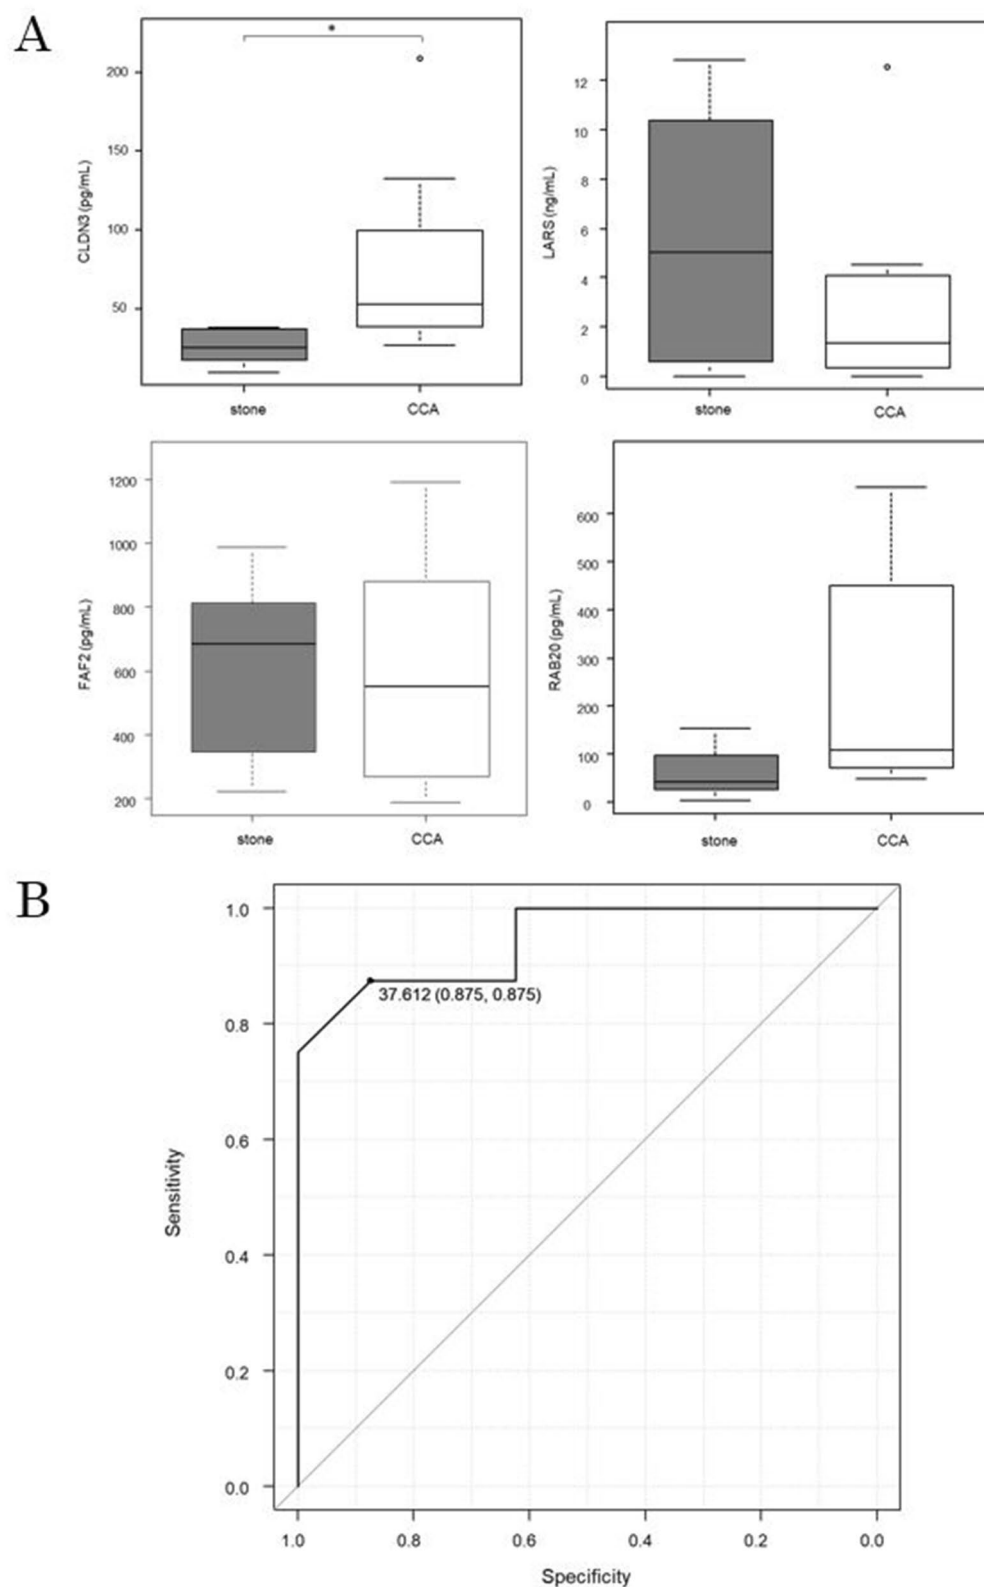 A
*
CLDN3 (pg/mL)
200
150
100
50
stone
CCA
LARS (ng/mL)
12
10
8
6
4
2
0
stone
CCA
FAF2 (pg/mL)
1200
1000
800
600
400
200
stone
CCA
RAB20 (pg/mL)
600
500
400
300
200
100
0
stone
CCA
B
Sensitivity
1.0
0.8
0.6
0.4
0.2
0.0
37.612 (0.875, 0.875)
1.0 0.8 0.6 0.4 0.2 0.0
Specificity